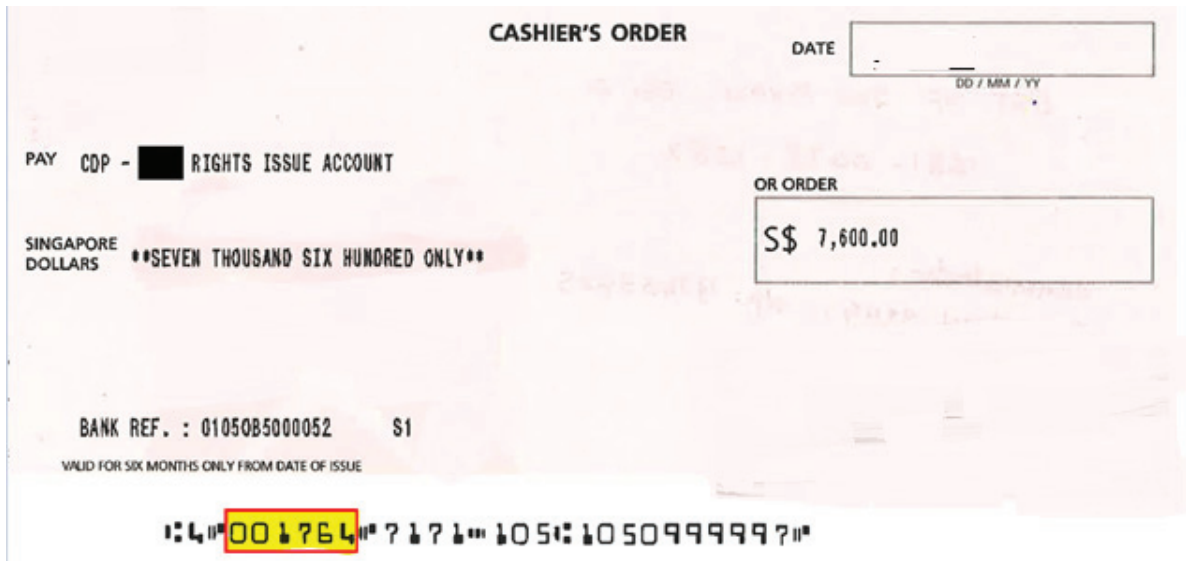 CASHIER'S ORDER
DATE
DD / MM / YY
PAY CDP - RIGHTS ISSUE ACCOUNT
OR ORDER
SINGAPORE DOLLARS **SEVEN THOUSAND SIX HUNDRED ONLY**
S$ 7,600.00
BANK REF. : 01050B5000052 S1
VALID FOR SIX MONTHS ONLY FROM DATE OF ISSUE
⑆4⑈001764⑈7171⑉105⑆1050999997⑈